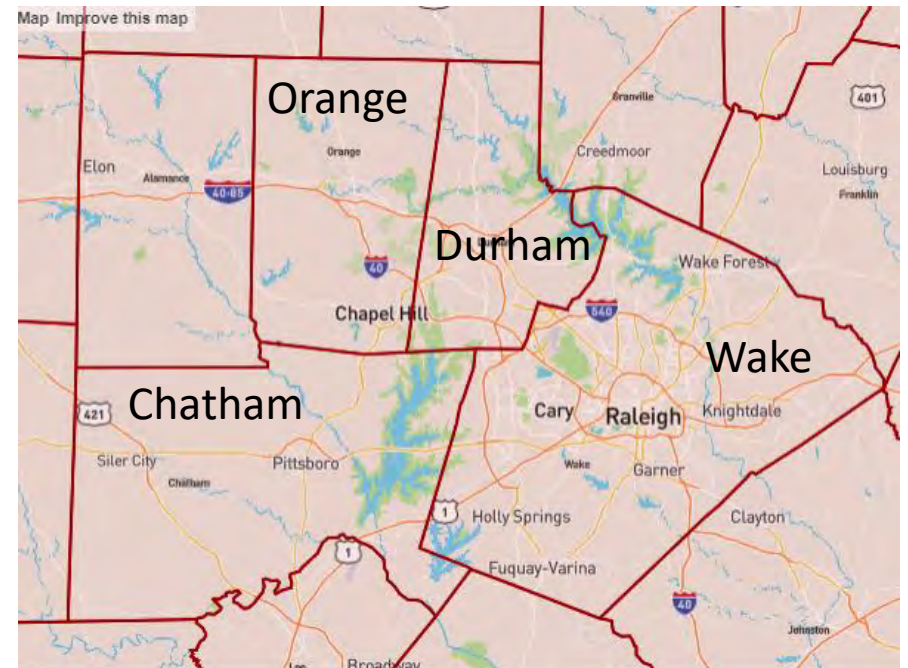 Map Improve this map
Orange
Granville
401
Orange
Creedmoor
Elon
Alamance
Louisburg
Franklin
40-85
Durham
40
Wake Forest
Chapel Hill
540
Wake
Chatham
421
Cary
Raleigh
Knightdale
Siler City
Pittsboro
Wake
Garner
Chatham
1
Holly Springs
Clayton
1
Fuquay-Varina
40
Johnston
Lee
Broadway